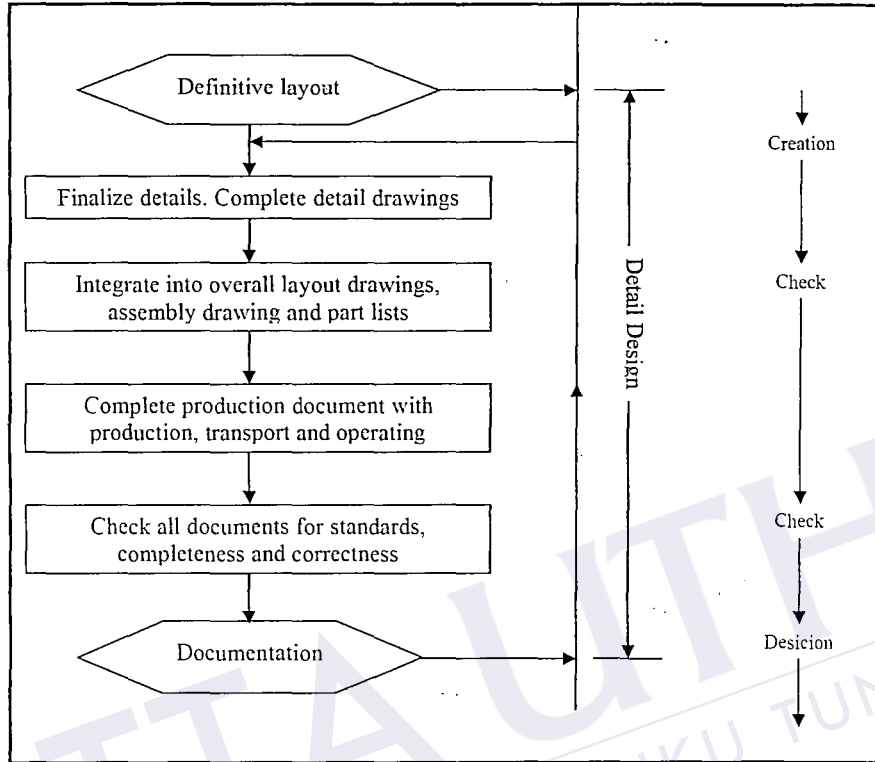 Definitive layout
Creation
Finalize details. Complete detail drawings
Integrate into overall layout drawings,
assembly drawing and part lists
Check
Detail Design
Complete production document with
production, transport and operating
Check all documents for standards,
completeness and correctness
Check
Documentation
Desicion